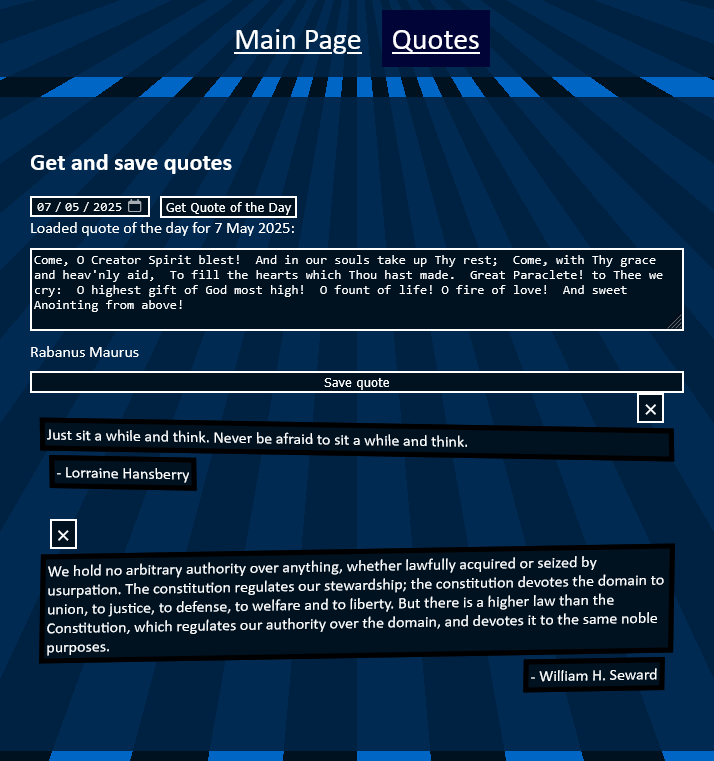 Main Page Quotes
Get and save quotes
07 / 05 / 2025 Get Quote of the Day
Loaded quote of the day for 7 May 2025:
Come, O Creator Spirit blest!  And in our souls take up Thy rest;  Come, with Thy grace
and heav'nly aid,  To fill the hearts which Thou hast made.  Great Paraclete! to Thee we
cry:  O highest gift of God most high!  O fount of life! O fire of love!  And sweet
Anointing from above!
Rabanus Maurus
Save quote
×
Just sit a while and think. Never be afraid to sit a while and think.
- Lorraine Hansberry
×
We hold no arbitrary authority over anything, whether lawfully acquired or seized by
usurpation. The constitution regulates our stewardship; the constitution devotes the domain to
union, to justice, to defense, to welfare and to liberty. But there is a higher law than the
Constitution, which regulates our authority over the domain, and devotes it to the same noble
purposes.
- William H. Seward